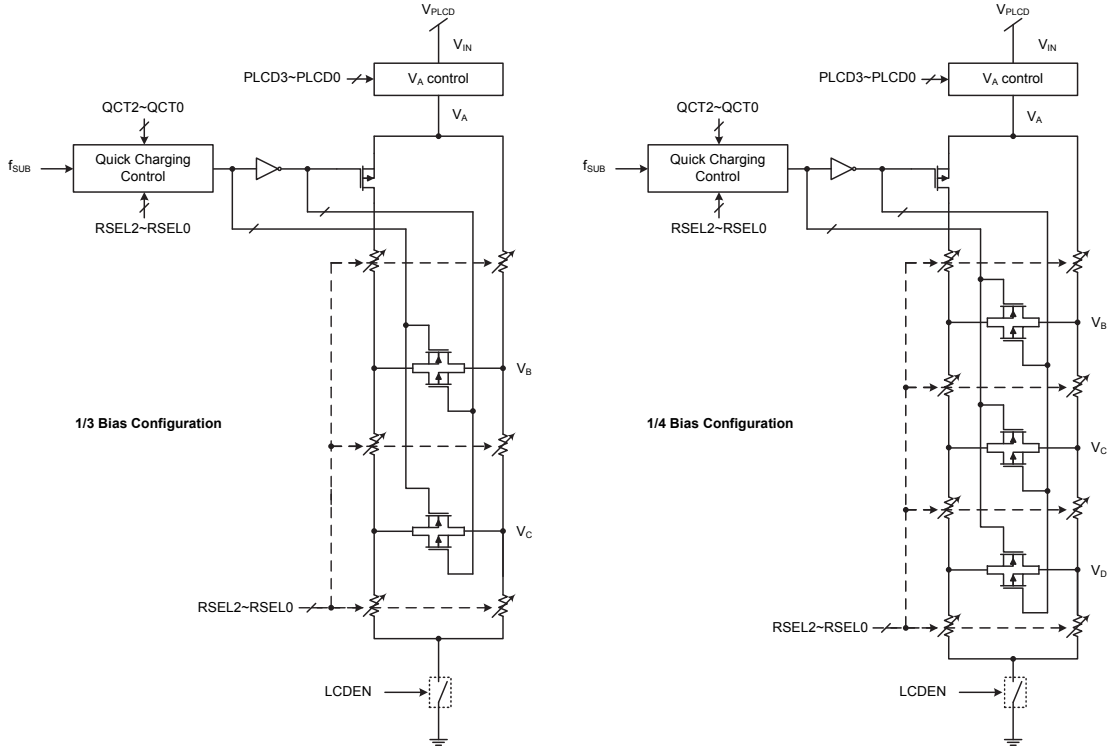 VPLCD
VIN
PLCD3~PLCD0
VA control
VA
QCT2~QCT0
fSUB
Quick Charging
Control
RSEL2~RSEL0
VB
1/3 Bias Configuration
VC
RSEL2~RSEL0
LCDEN
VPLCD
VIN
PLCD3~PLCD0
VA control
VA
QCT2~QCT0
fSUB
Quick Charging
Control
RSEL2~RSEL0
VB
1/4 Bias Configuration
VC
VD
RSEL2~RSEL0
LCDEN